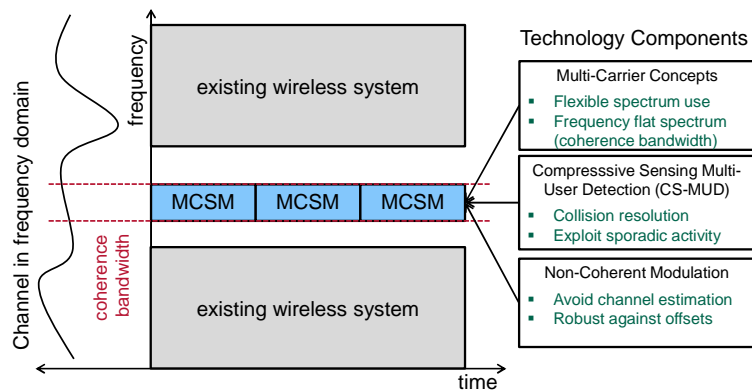 Channel in frequency domain
frequency
existing wireless system
MCSM MCSM MCSM
coherence
bandwidth
existing wireless system
time
Technology Components
Multi-Carrier Concepts
▪ Flexible spectrum use
▪ Frequency flat spectrum
(coherence bandwidth)
Compresssive Sensing Multi-
User Detection (CS-MUD)
▪ Collision resolution
▪ Exploit sporadic activity
Non-Coherent Modulation
▪ Avoid channel estimation
▪ Robust against offsets